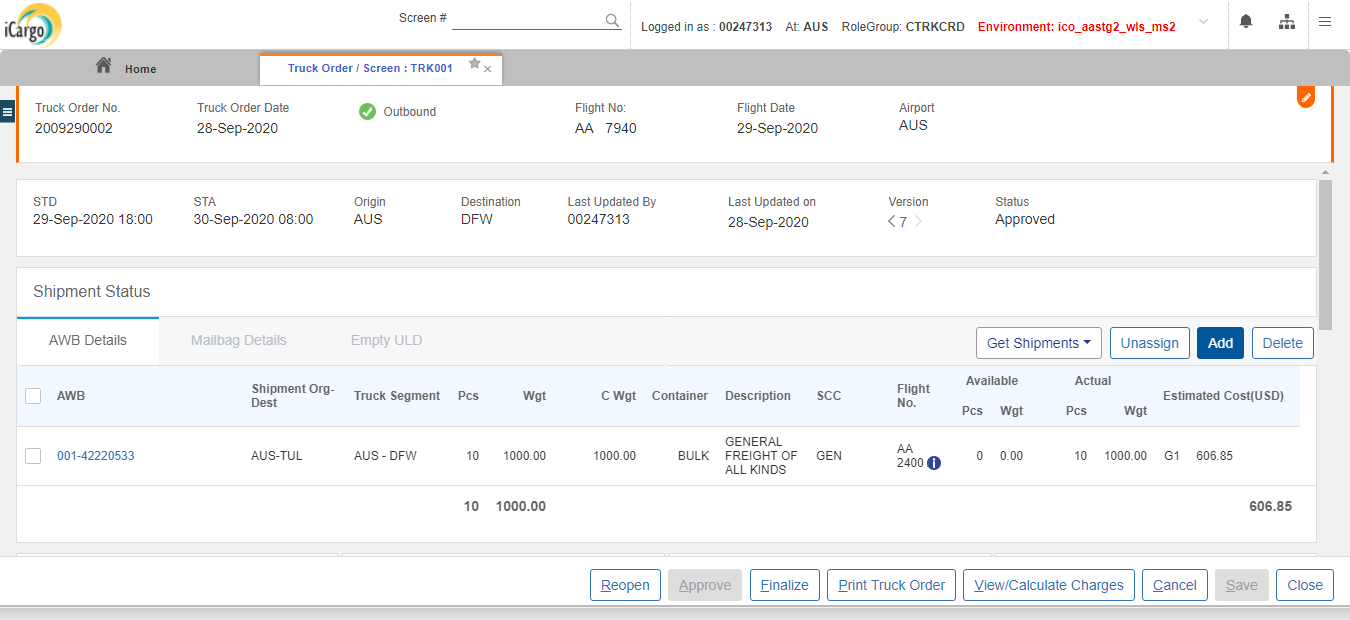 iCargo
Screen #
Logged in as : 00247313 At: AUS RoleGroup: CTRKCRD Environment: ico_aastg2_wls_ms2
Home
Truck Order / Screen : TRK001
Truck Order No.
2009290002
Truck Order Date
28-Sep-2020
Outbound
Flight No:
AA 7940
Flight Date
29-Sep-2020
Airport
AUS
STD
29-Sep-2020 18:00
STA
30-Sep-2020 08:00
Origin
AUS
Destination
DFW
Last Updated By
00247313
Last Updated on
28-Sep-2020
Version
7
Status
Approved
Shipment Status
AWB Details Mailbag Details Empty ULD
Get Shipments Unassign Add Delete
AWB
Shipment Org-
Dest
Truck Segment Pcs Wgt C Wgt Container Description SCC
Flight
No.
Available
Pcs Wgt
Actual
Pcs Wgt
Estimated Cost(USD)
001-42220533 AUS-TUL AUS - DFW 10 1000.00 1000.00 BULK
GENERAL
FREIGHT OF
ALL KINDS
GEN
AA
2400
0 0.00 10 1000.00 G1 606.85
10 1000.00 606.85
Reopen Approve Finalize Print Truck Order View/Calculate Charges Cancel Save Close